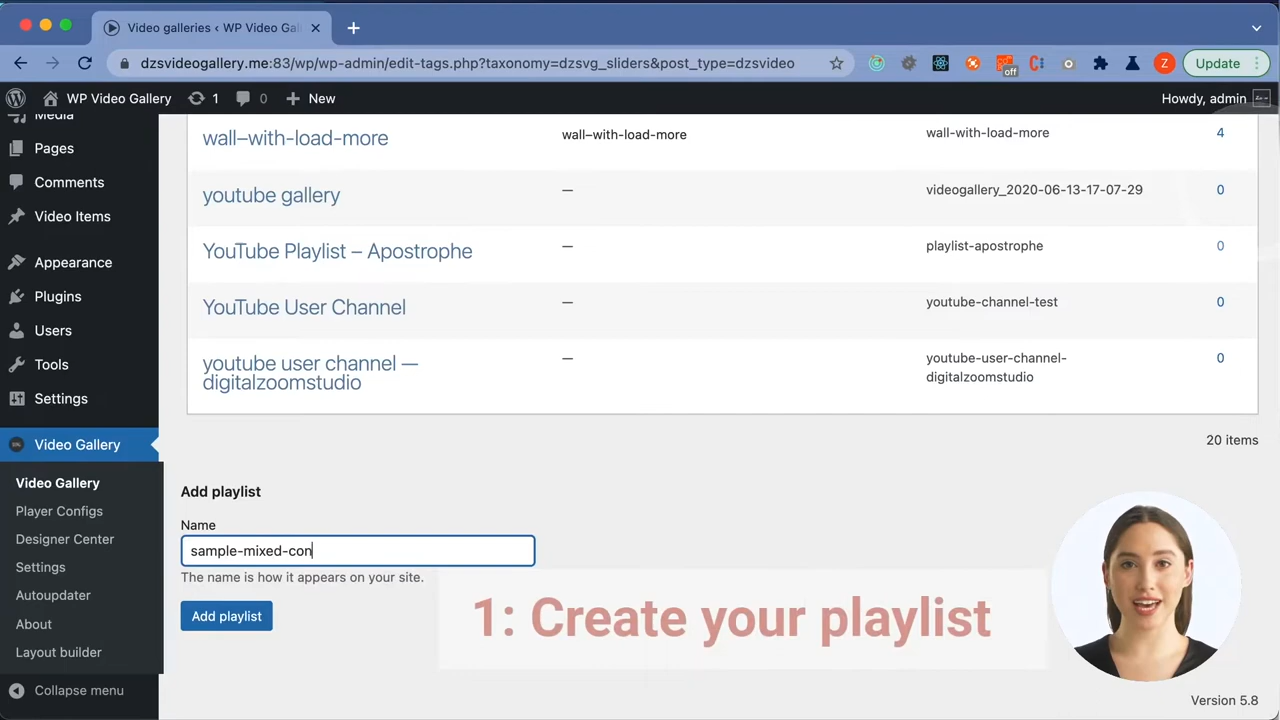 Video galleries ‹ WP Video Gal
dzsvideogallery.me:83/wp/wp-admin/edit-tags.php?taxonomy=dzsvg_sliders&post_type=dzsvideo
off
Z
Update
WP Video Gallery
1
0
New
Howdy, admin
Media
Pages
Comments
Video Items
Appearance
Plugins
Users
Tools
Settings
Video Gallery
Video Gallery
Player Configs
Designer Center
Settings
Autoupdater
About
Layout builder
Collapse menu
wall–with-load-more
wall–with-load-more
wall-with-load-more
4
youtube gallery
—
videogallery_2020-06-13-17-07-29
0
YouTube Playlist – Apostrophe
—
playlist-apostrophe
0
YouTube User Channel
—
youtube-channel-test
0
youtube user channel —
digitalzoomstudio
—
youtube-user-channel-
digitalzoomstudio
0
20 items
Add playlist
Name
sample-mixed-con
The name is how it appears on your site.
Add playlist
1: Create your playlist
Version 5.8